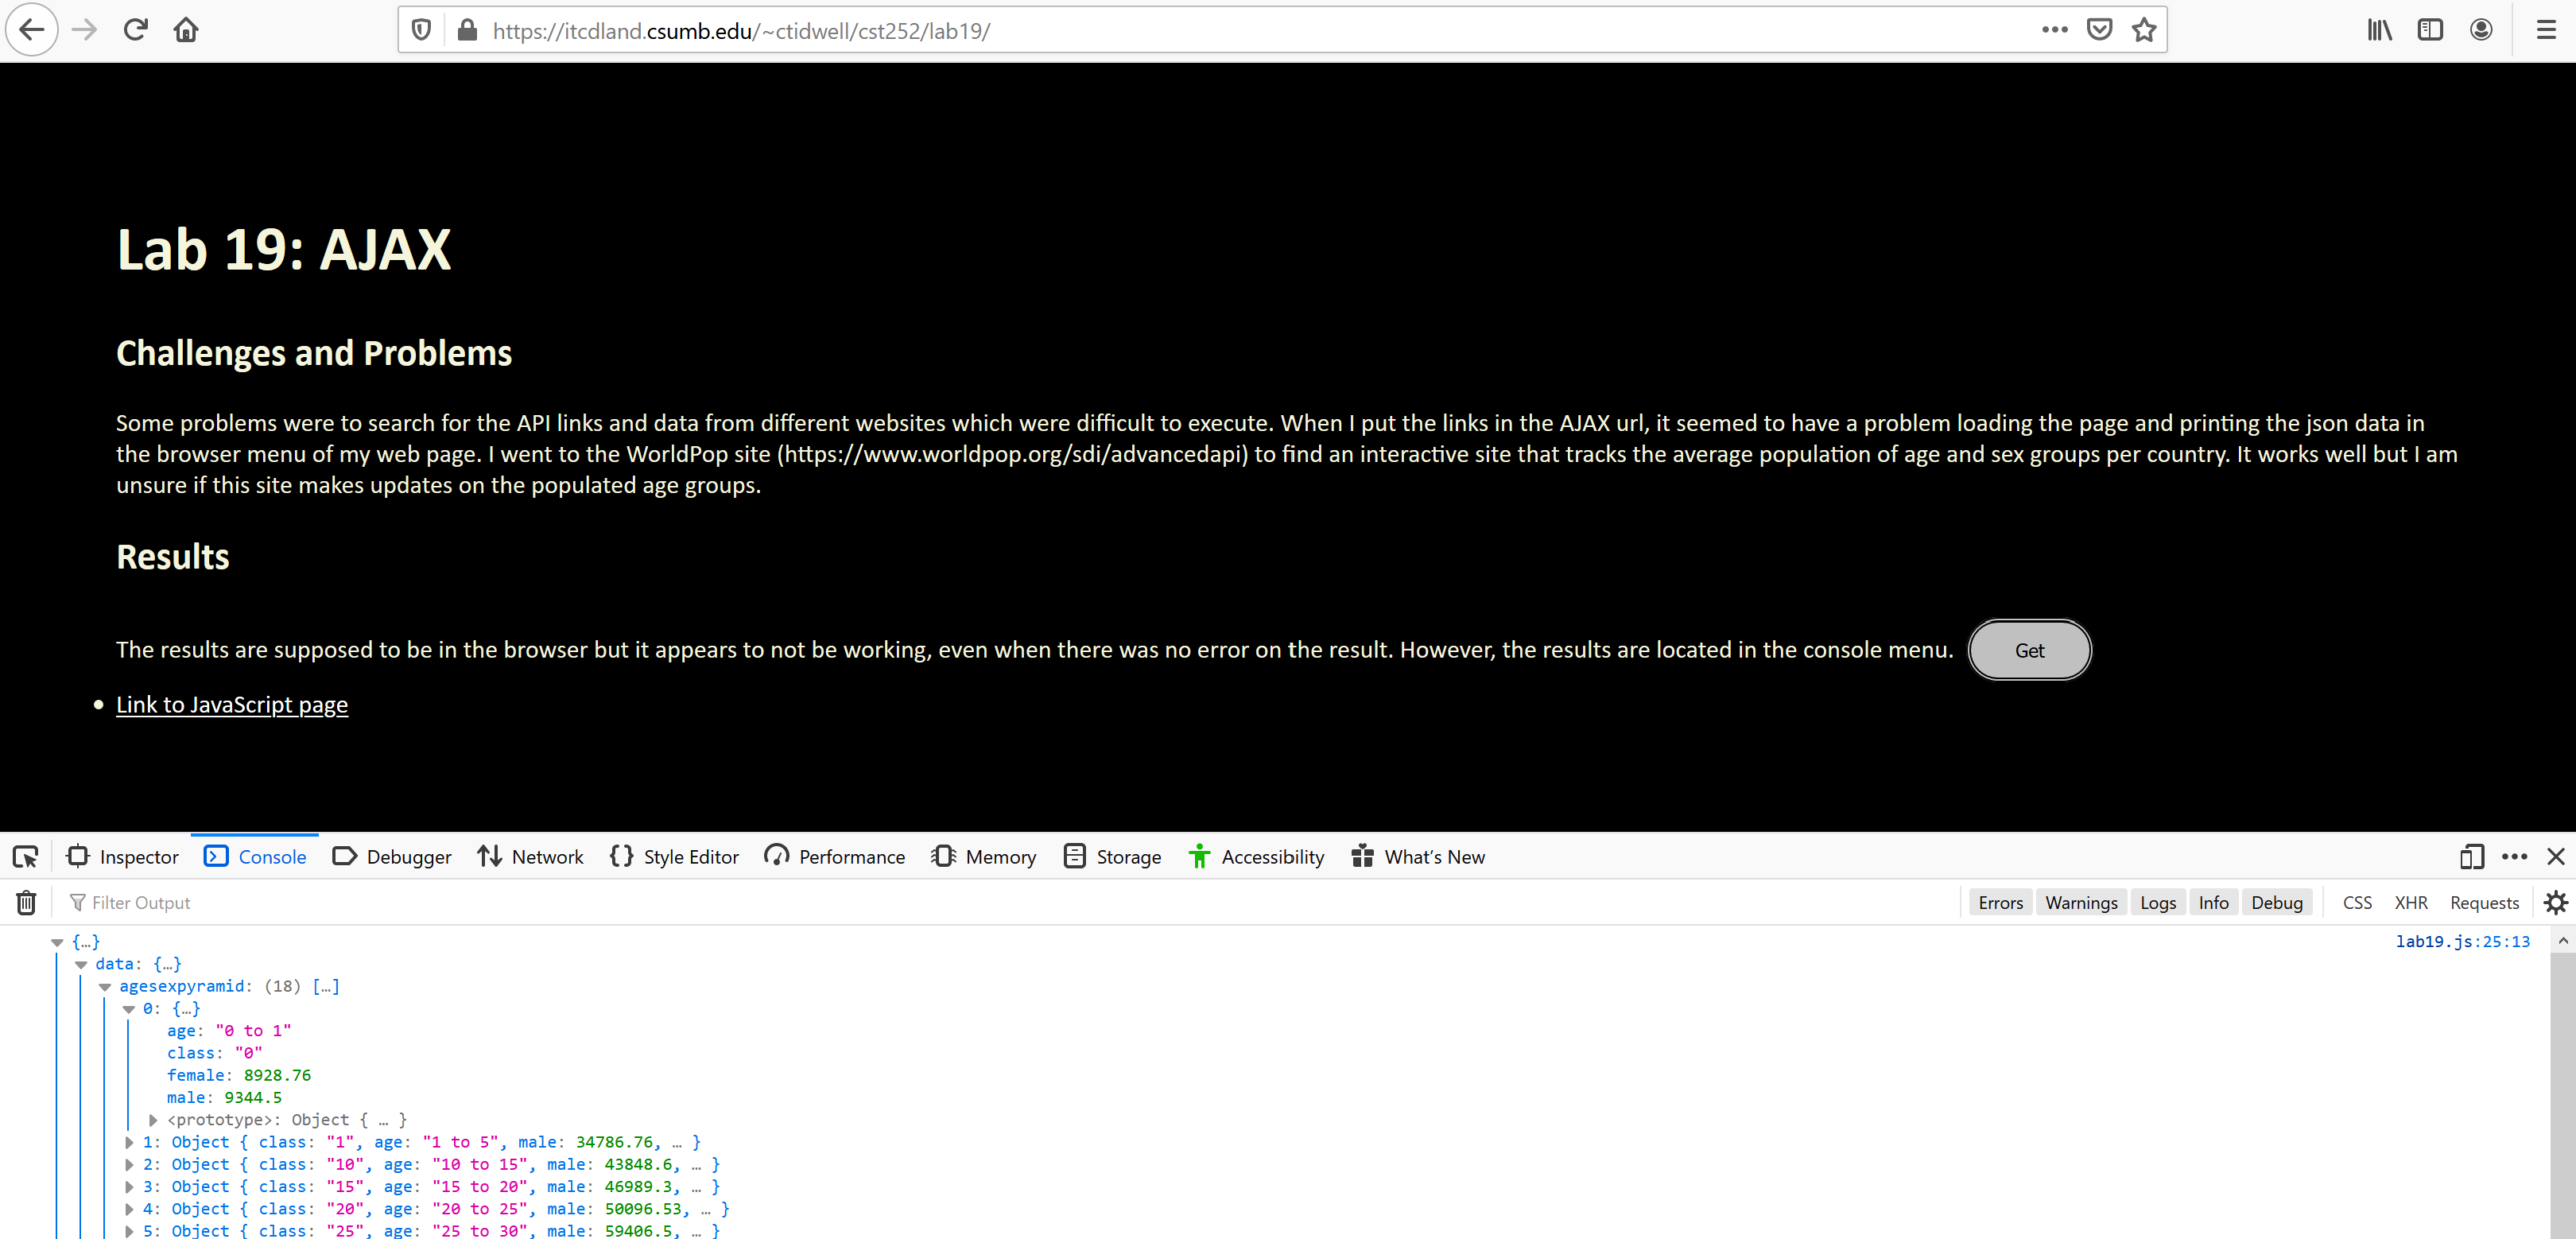 https://itcdland.csumb.edu/~ctidwell/cst252/lab19/
Lab 19: AJAX
Challenges and Problems
Some problems were to search for the API links and data from different websites which were difficult to execute. When I put the links in the AJAX url, it seemed to have a problem loading the page and printing the json data in
the browser menu of my web page. I went to the WorldPop site (https://www.worldpop.org/sdi/advancedapi) to find an interactive site that tracks the average population of age and sex groups per country. It works well but I am
unsure if this site makes updates on the populated age groups.
Results
The results are supposed to be in the browser but it appears to not be working, even when there was no error on the result. However, the results are located in the console menu. Get
Link to JavaScript page
Inspector Console Debugger Network Style Editor Performance Memory Storage Accessibility What's New
Filter Output Errors Warnings Logs Info Debug CSS XHR Requests
{…} lab19.js:25:13
data: {…}
agesexpyramid: (18) […]
0: {…}
age: "0 to 1"
class: "0"
female: 8928.76
male: 9344.5
<prototype>: Object { … }
1: Object { class: "1", age: "1 to 5", male: 34786.76, … }
2: Object { class: "10", age: "10 to 15", male: 43848.6, … }
3: Object { class: "15", age: "15 to 20", male: 46989.3, … }
4: Object { class: "20", age: "20 to 25", male: 50096.53, … }
5: Object { class: "25", age: "25 to 30", male: 59406.5, … }